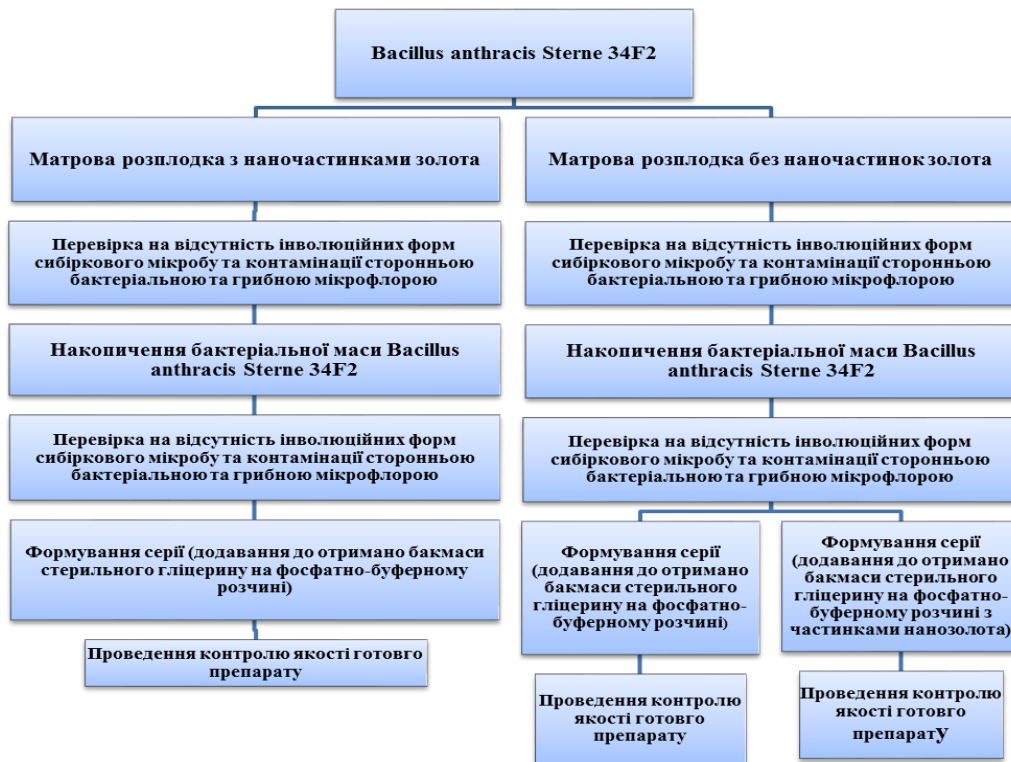 Bacillus anthracis Sterne 34F2
Матрова розплодка з наночастинками золота
Матрова розплодка без наночастинок золота
Перевірка на відсутність інволюційних форм
сибіркового мікробу та контамінації сторонньою
бактеріальною та грибною мікрофлорою
Перевірка на відсутність інволюційних форм
сибіркового мікробу та контамінації сторонньою
бактеріальною та грибною мікрофлорою
Накопичення бактеріальної маси Bacillus
anthracis Sterne 34F2
Накопичення бактеріальної маси Bacillus
anthracis Sterne 34F2
Перевірка на відсутність інволюційних форм
сибіркового мікробу та контамінації сторонньою
бактеріальною та грибною мікрофлорою
Перевірка на відсутність інволюційних форм
сибіркового мікробу та контамінації сторонньою
бактеріальною та грибною мікрофлорою
Формування серії (додавання до отримано бакмаси
стерильного гліцерину на фосфатно-буферному
розчині)
Формування серії
(додавання до отримано
бакмаси стерильного
гліцерину на фосфатно-
буферному розчині)
Формування серії
(додавання до отримано
бакмаси стерильного
гліцерину на фосфатно-
буферному розчині з
частинками нанозолота)
Проведення контролю якості готовго
препарату
Проведення контролю
якості готовго
препарату
Проведення контролю
якості готовго
препарату